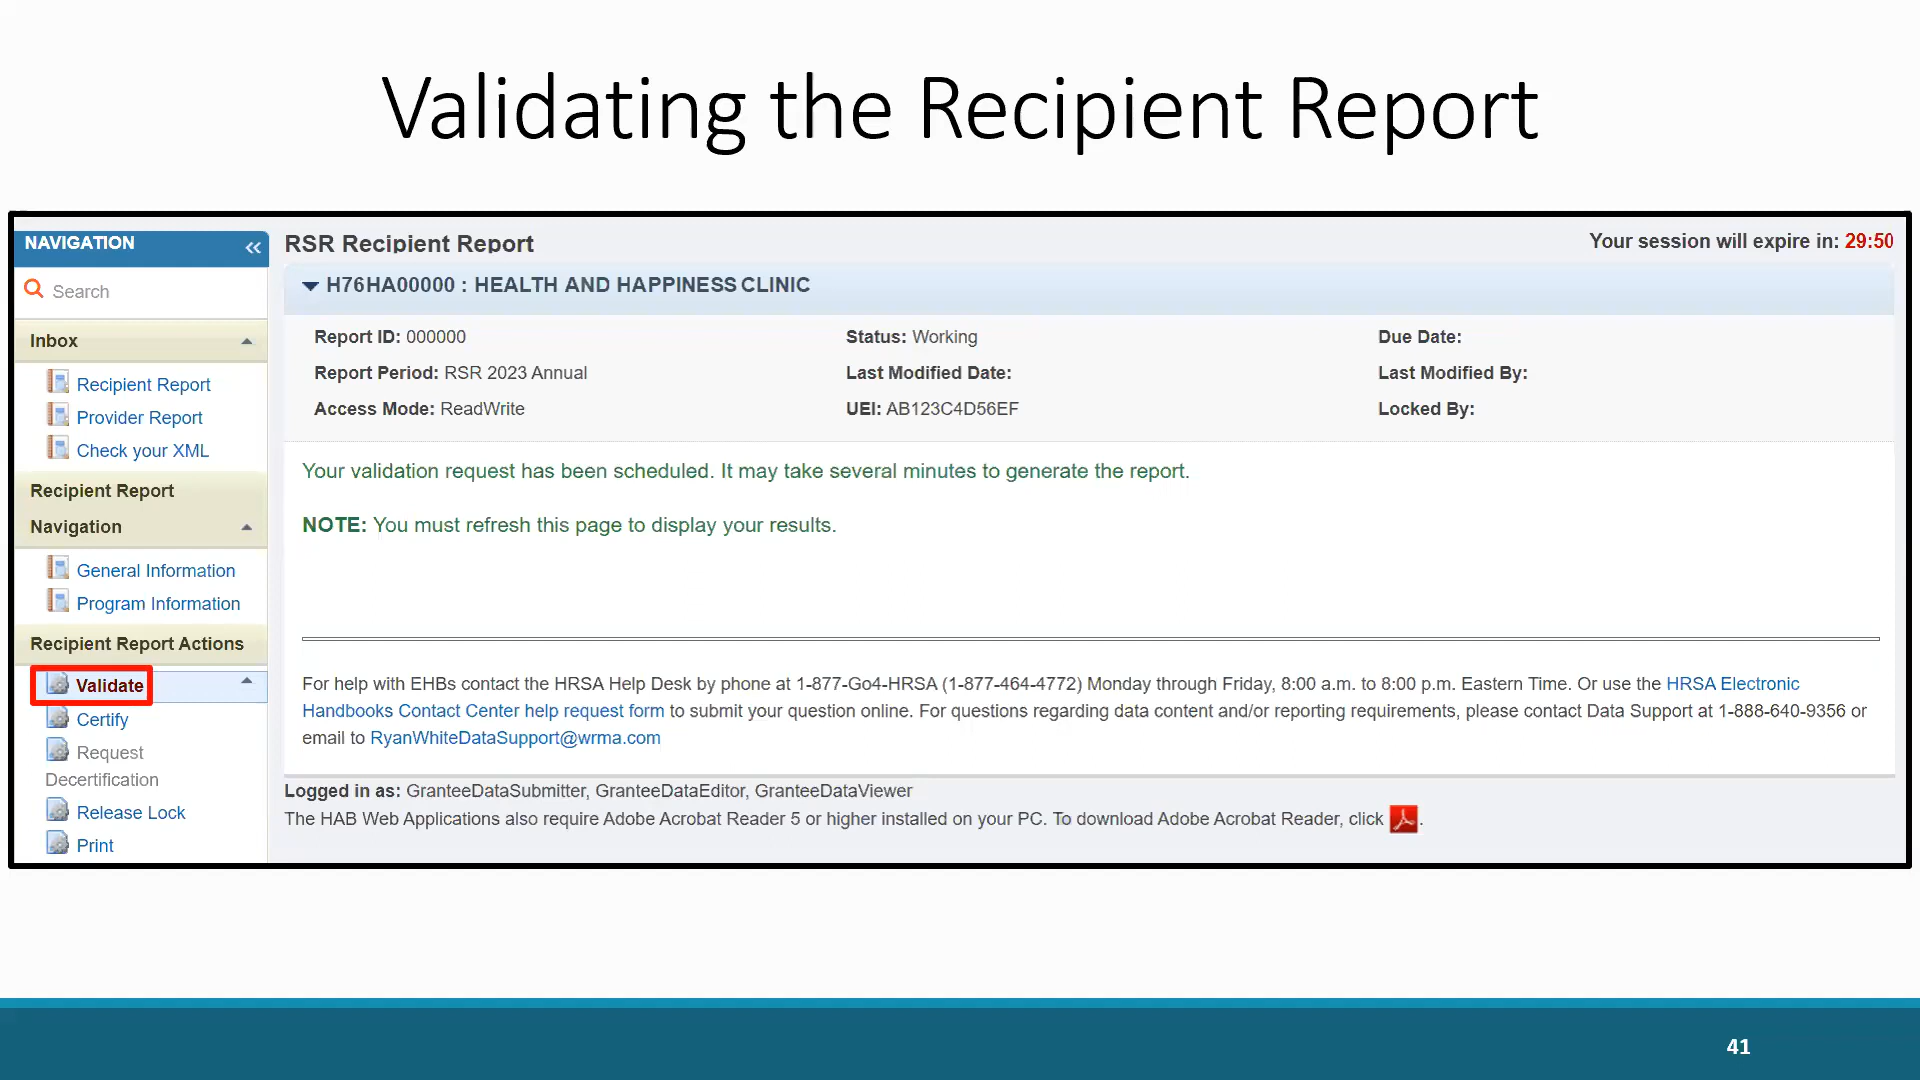 Validating the Recipient Report
NAVIGATION
Search
Inbox
Recipient Report
Provider Report
Check your XML
Recipient Report
Navigation
General Information
Program Information
Recipient Report Actions
Validate
Certify
Request
Decertification
Release Lock
Print
RSR Recipient Report
Your session will expire in: 29:50
H76HA00000 : HEALTH AND HAPPINESS CLINIC
Report ID: 000000
Status: Working
Due Date:
Report Period: RSR 2023 Annual
Last Modified Date:
Last Modified By:
Access Mode: ReadWrite
UEI: AB123C4D56EF
Locked By:
Your validation request has been scheduled. It may take several minutes to generate the report.
NOTE: You must refresh this page to display your results.
For help with EHBs contact the HRSA Help Desk by phone at 1-877-Go4-HRSA (1-877-464-4772) Monday through Friday, 8:00 a.m. to 8:00 p.m. Eastern Time. Or use the HRSA Electronic
Handbooks Contact Center help request form to submit your question online. For questions regarding data content and/or reporting requirements, please contact Data Support at 1-888-640-9356 or
email to RyanWhiteDataSupport@wrma.com
Logged in as: GranteeDataSubmitter, GranteeDataEditor, GranteeDataViewer
The HAB Web Applications also require Adobe Acrobat Reader 5 or higher installed on your PC. To download Adobe Acrobat Reader, click .
41